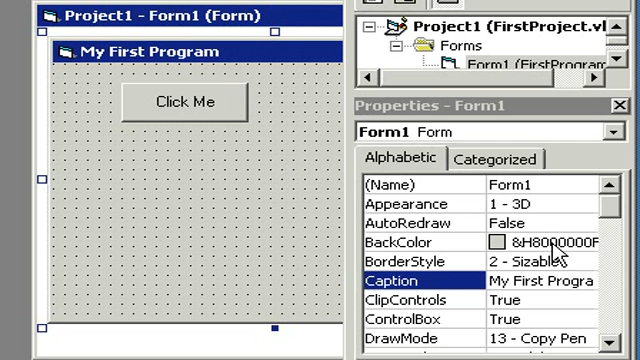 Project1 - Form1 (Form)
My First Program
Click Me
Project1 (FirstProject.v
Forms
Form1 (FirstProgram
Properties - Form1
Form1 Form
Alphabetic
Categorized
(Name) Form1
Appearance 1 - 3D
AutoRedraw False
BackColor &H8000000F
BorderStyle 2 - Sizable
Caption My First Progra
ClipControls True
ControlBox True
DrawMode 13 - Copy Pen